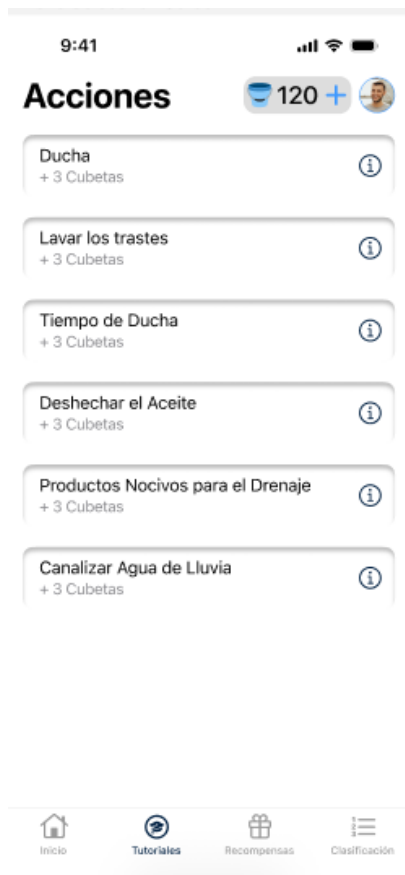 9:41
Acciones
120 +
Ducha
+ 3 Cubetas
Lavar los trastes
+ 3 Cubetas
Tiempo de Ducha
+ 3 Cubetas
Deshechar el Aceite
+ 3 Cubetas
Productos Nocivos para el Drenaje
+ 3 Cubetas
Canalizar Agua de Lluvia
+ 3 Cubetas
Inicio
Tutoriales
Recompensas
Clasificación